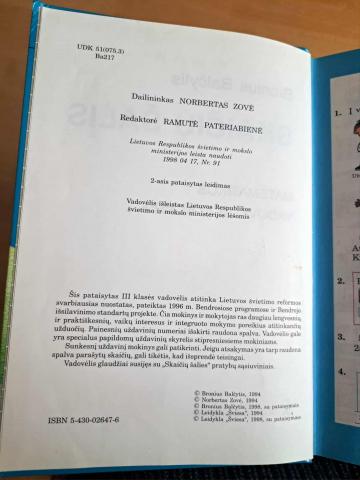 UDK 51(075.3)
Ba217
Dailininkas NORBERTAS ZOVĖ
Redaktorė RAMUTĖ PATERIABIENĖ
Lietuvos Respublikos švietimo ir mokslo
ministerijos leista naudoti
1998 04 17, Nr. 91
2-asis pataisytas leidimas
Vadovėlis išleistas Lietuvos Respublikos
švietimo ir mokslo ministerijos lėšomis
Šis pataisytas III klasės vadovėlis atitinka Lietuvos švietimo reformos
svarbiausias nuostatas, pateiktas 1996 m. Bendrosiose programose ir Bendrojo
išsilavinimo standartų projekte. Čia mokinys ir mokytojas ras daugiau lengvesnių
ir praktiškesnių, vaikų interesus ir integruoto mokymo poreikius atitinkančių
užduočių. Painesnių uždavinių numeriai išskirti raudona spalva. Vadovėlio gale
yra specialus papildomų uždavinių skyrelis stipresniesiems mokiniams.
Sunkesnį uždavinį mokinys gali patikrinti. Jeigu atsakymas yra tarp raudona
spalva parašytų skaičių, gali tikėtis, kad išsprendė teisingai.
Vadovėlis glaudžiai susijęs su „Skaičių šalies" pratybų sąsiuviniais.
© Bronius Balčytis, 1994
© Norbertas Zovė, 1994
© Bronius Balčytis, 1998, su pataisymais
© Leidykla „Šviesa", 1994
© Leidykla „Šviesa", 1998, su pataisymais
ISBN 5-430-02647-6
1.
2.
3.
4.